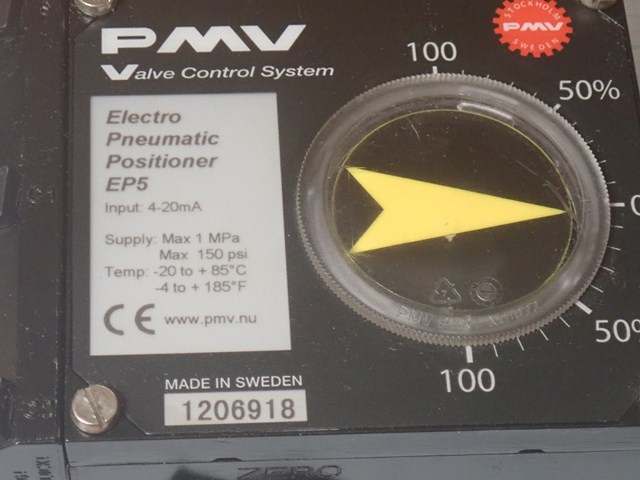 PMV
Valve Control System
STOCKHOLM
PMV
SWEDEN
Electro
Pneumatic
Positioner
EP5
Input: 4-20mA
Supply: Max 1 MPa
Max 150 psi
Temp: -20 to + 85°C
-4 to + 185°F
CE www.pmv.nu
100
50%
0
50%
100
PMV
MADE IN SWEDEN
1206918
ZERO